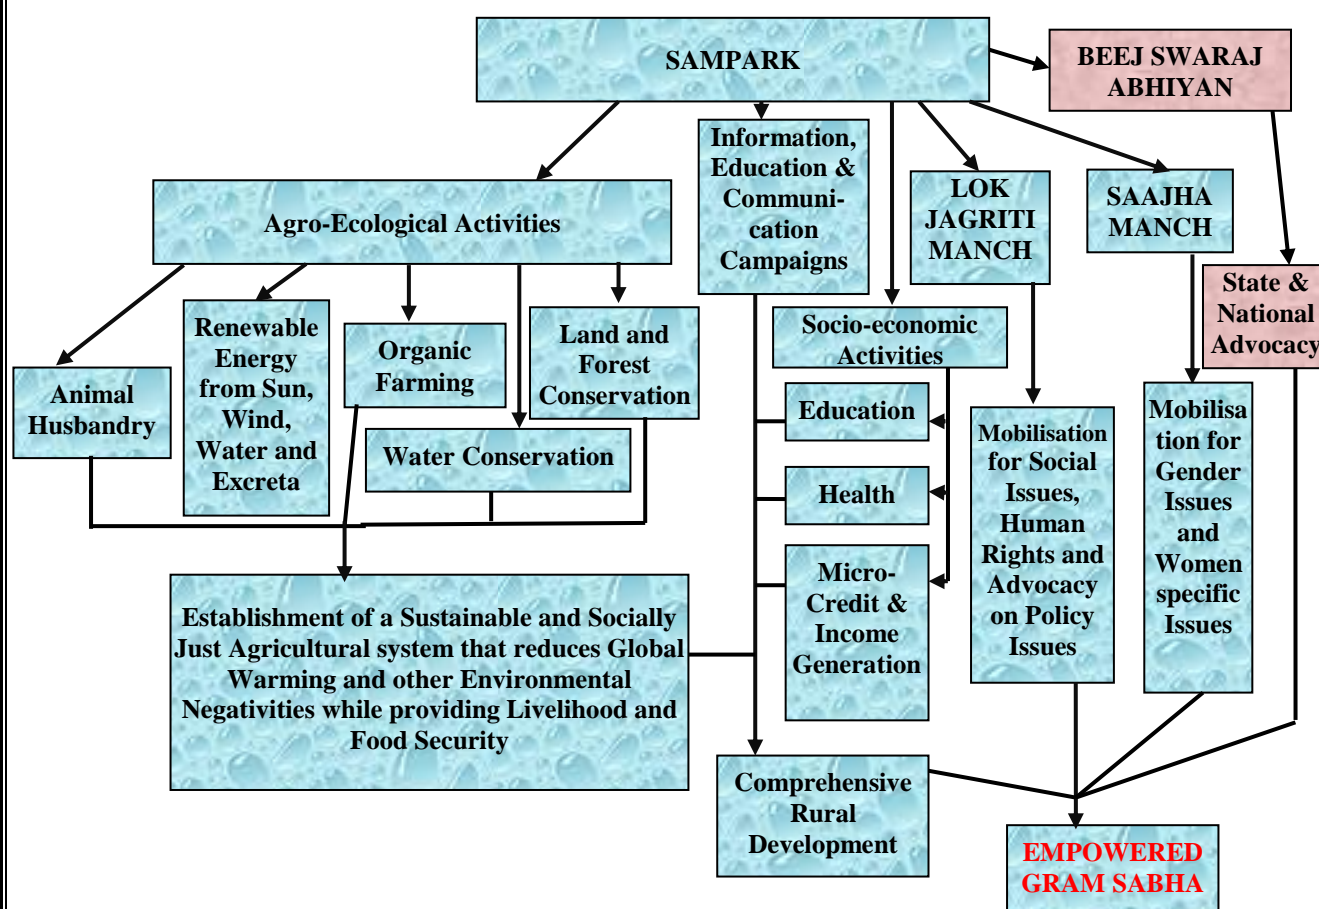 SAMPARK
BEEJ SWARAJ
ABHIYAN
Information,
Education &
Communi-
cation
Campaigns
LOK
JAGRITI
MANCH
SAAJHA
MANCH
Agro-Ecological Activities
State &
National
Advocacy
Renewable
Energy
from Sun,
Wind,
Water and
Excreta
Organic
Farming
Land and
Forest
Conservation
Socio-economic
Activities
Animal
Husbandry
Water Conservation
Education
Health
Micro-
Credit &
Income
Generation
Mobilisation
for Social
Issues,
Human
Rights and
Advocacy
on Policy
Issues
Mobilisa
tion for
Gender
Issues
and
Women
specific
Issues
Establishment of a Sustainable and Socially
Just Agricultural system that reduces Global
Warming and other Environmental
Negativities while providing Livelihood and
Food Security
Comprehensive
Rural
Development
EMPOWERED
GRAM SABHA